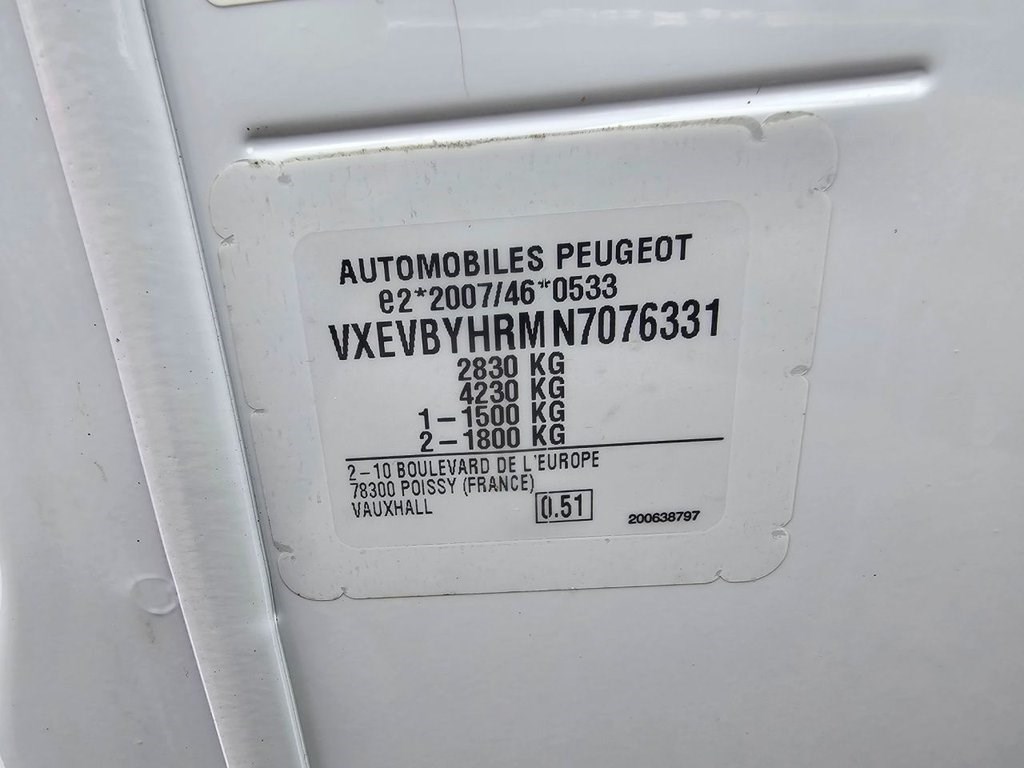 AUTOMOBILES PEUGEOT
e2*2007/46*0533
VXEVBYHRMN7076331
2830 KG
4230 KG
1-1500 KG
2-1800 KG
2-10 BOULEVARD DE L'EUROPE
78300 POISSY (FRANCE)
VAUXHALL 0.51 200638797